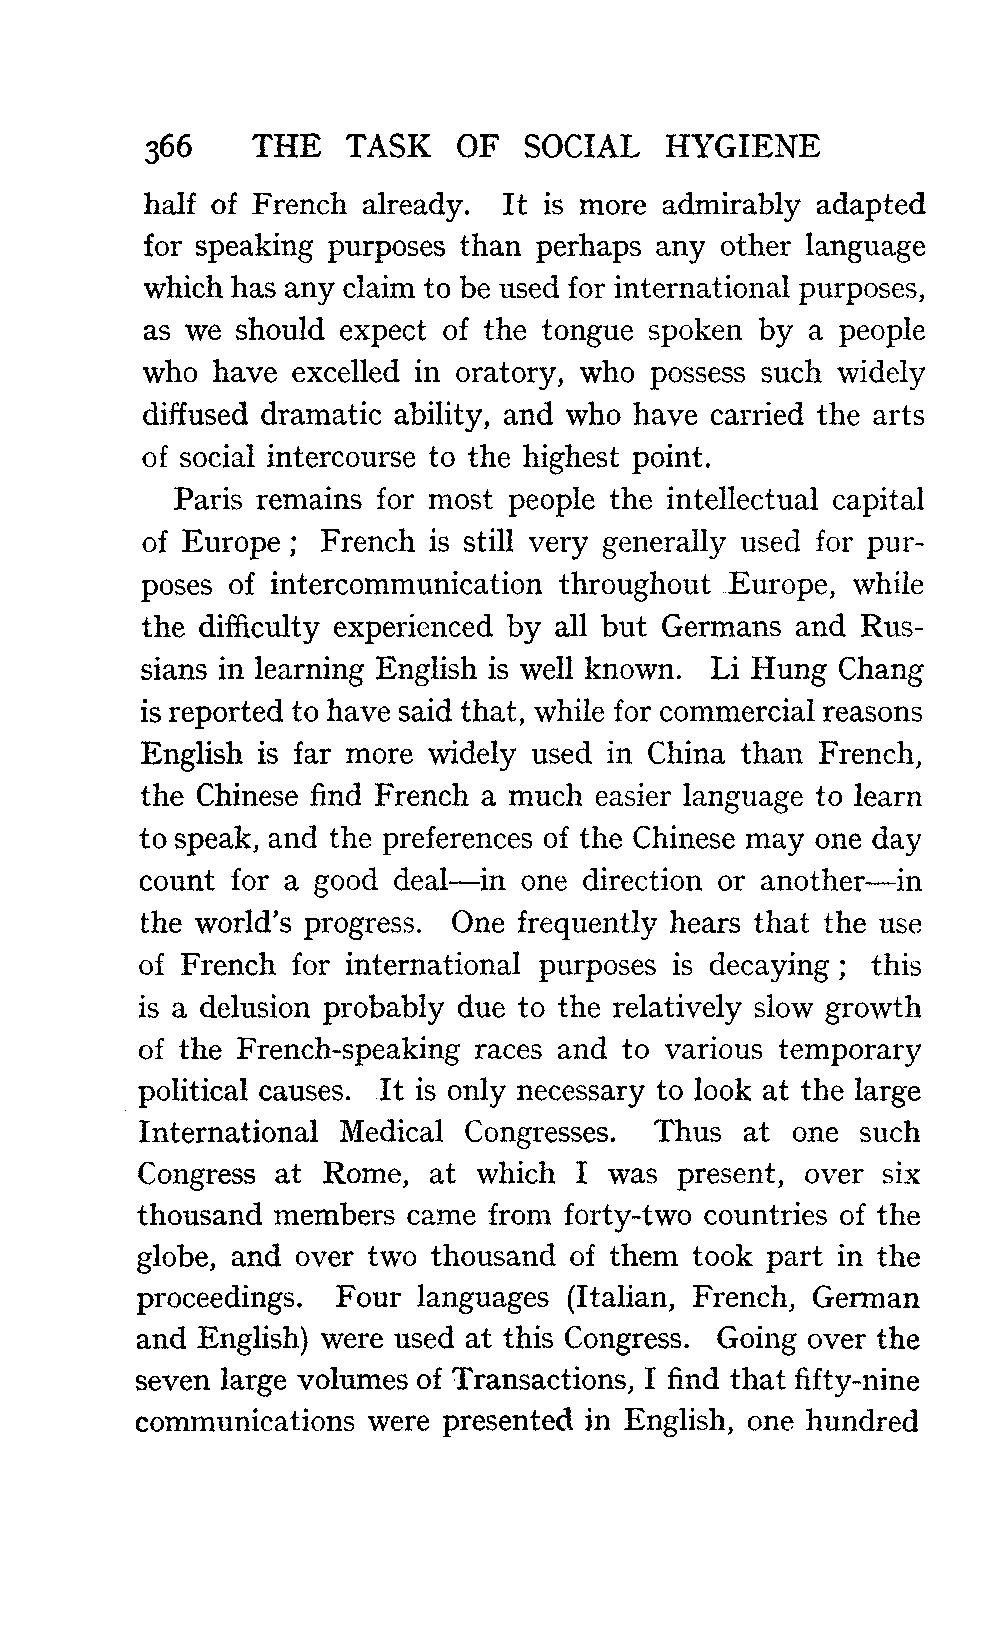 366 THE TASK OF SOCIAL HYGIENE
half of French already. It is more admirably adapted
for speaking purposes than perhaps any other language
which has any claim to be used for international purposes,
as we should expect of the tongue spoken by a people
who have excelled in oratory, who possess such widely
diffused dramatic ability, and who have carried the arts
of social intercourse to the highest point.
Paris remains for most people the intellectual capital
of Europe ; French is still very generally used for pur-
poses of intercommunication throughout Europe, while
the difficulty experienced by all but Germans and Rus-
sians in learning English is well known. Li Hung Chang
is reported to have said that, while for commercial reasons
English is far more widely used in China than French,
the Chinese find French a much easier language to learn
to speak, and the preferences of the Chinese may one day
count for a good deal—in one direction or another—in
the world's progress. One frequently hears that the use
of French for international purposes is decaying ; this
is a delusion probably due to the relatively slow growth
of the French-speaking races and to various temporary
political causes. It is only necessary to look at the large
International Medical Congresses. Thus at one such
Congress at Rome, at which I was present, over six
thousand members came from forty-two countries of the
globe, and over two thousand of them took part in the
proceedings. Four languages (Italian, French, German
and English) were used at this Congress. Going over the
seven large volumes of Transactions, I find that fifty-nine
communications were presented in English, one hundred